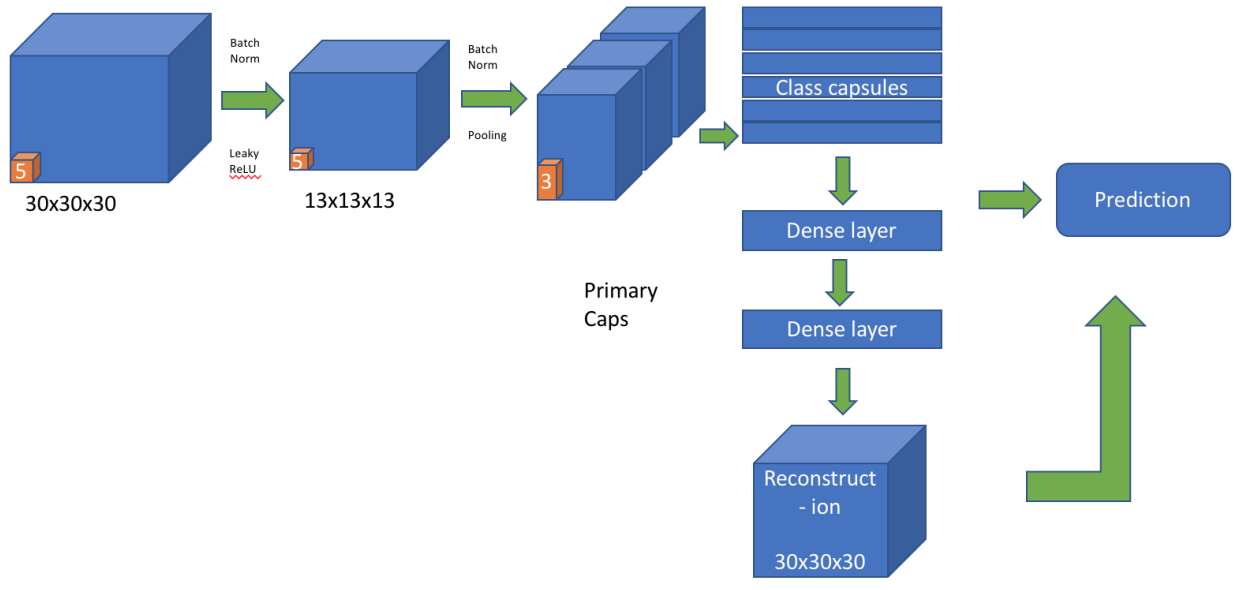 Batch
Norm
Leaky
ReLU
5
30x30x30
Batch
Norm
Pooling
5
13x13x13
3
Primary
Caps
Class capsules
Dense layer
Dense layer
Reconstruct
- ion
30x30x30
Prediction